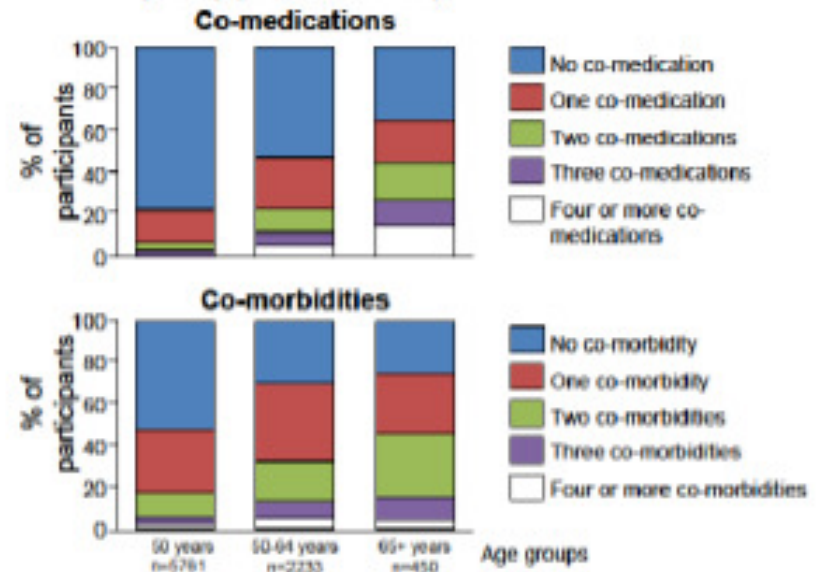 Co-medications
% of
participants
100
80
60
40
20
0
No co-medication
One co-medication
Two co-medications
Three co-medications
Four or more co-
medications
Co-morbidities
% of
participants
100
80
60
40
20
0
No co-morbidity
One co-morbidity
Two co-morbidities
Three co-morbidities
Four or more co-morbidities
50 years
n=5761
50-64 years
n=2233
65+ years
n=450
Age groups